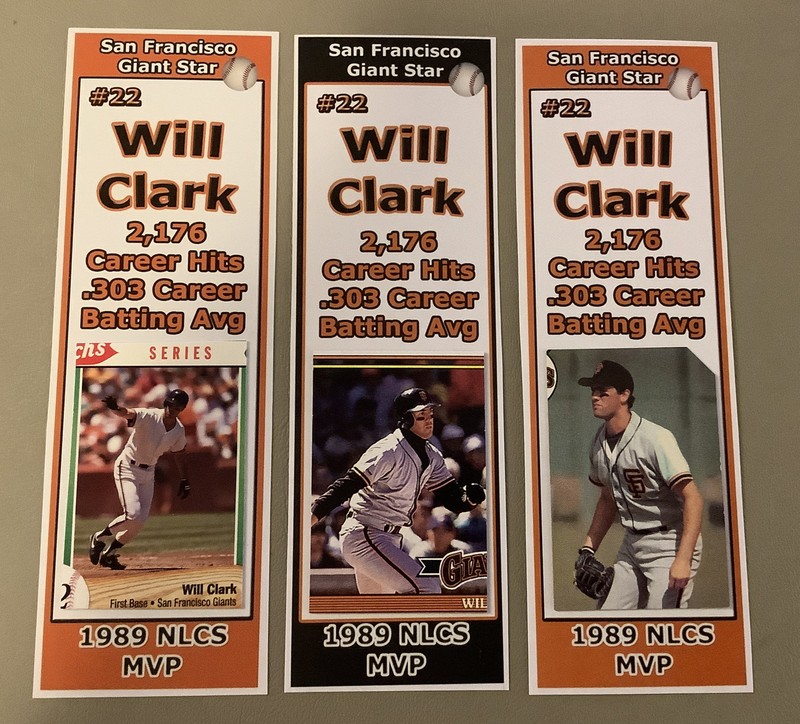 San Francisco
Giant Star
#22
Will
Clark
2,176
Career Hits
.303 Career
Batting Avg
chs SERIES
Will Clark
First Base • San Francisco Giants
1989 NLCS
MVP
San Francisco
Giant Star
#22
Will
Clark
2,176
Career Hits
.303 Career
Batting Avg
GIA
WIL
1989 NLCS
MVP
San Francisco
Giant Star
#22
Will
Clark
2,176
Career Hits
.303 Career
Batting Avg
SF
1989 NLCS
MVP